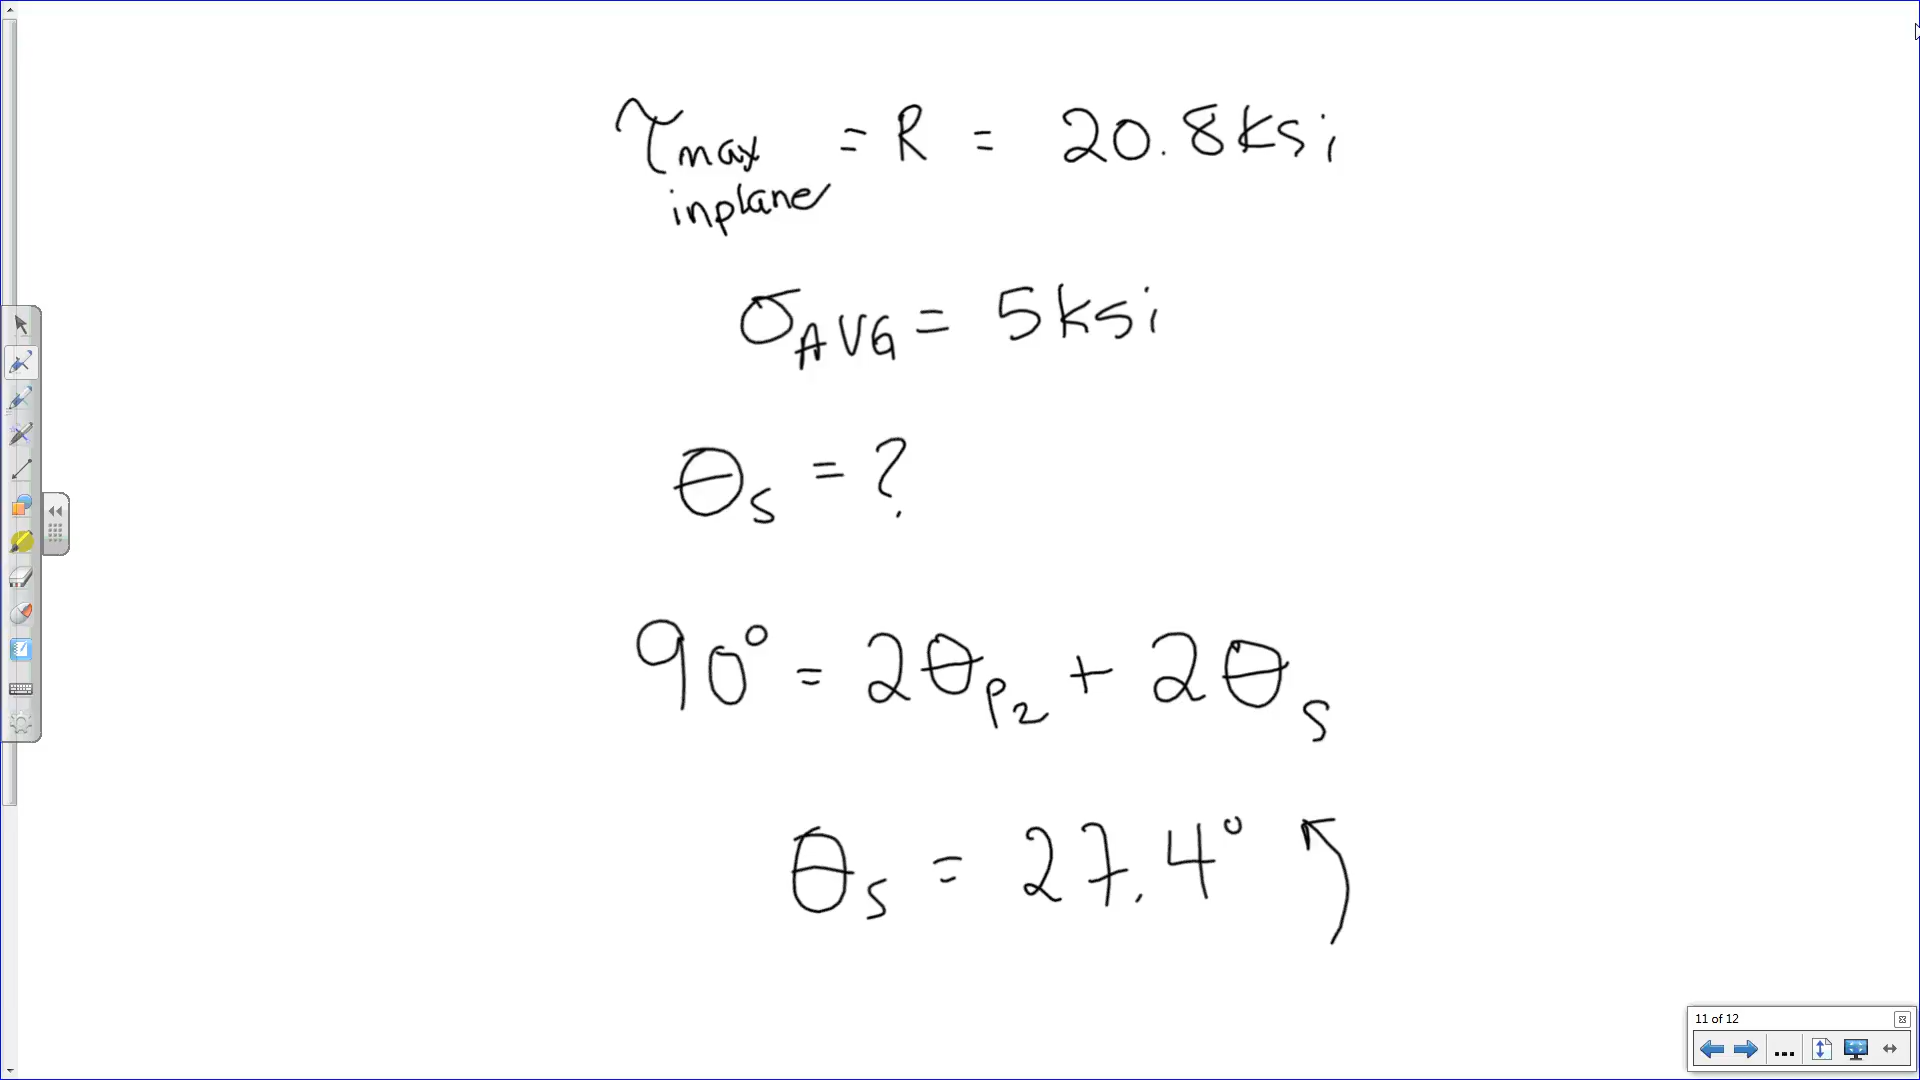 τmax = R = 20.8ksi
inplane
σAVG = 5ksi
θs = ?
90° = 2θp2 + 2θs
θs = 27.4°
11 of 12